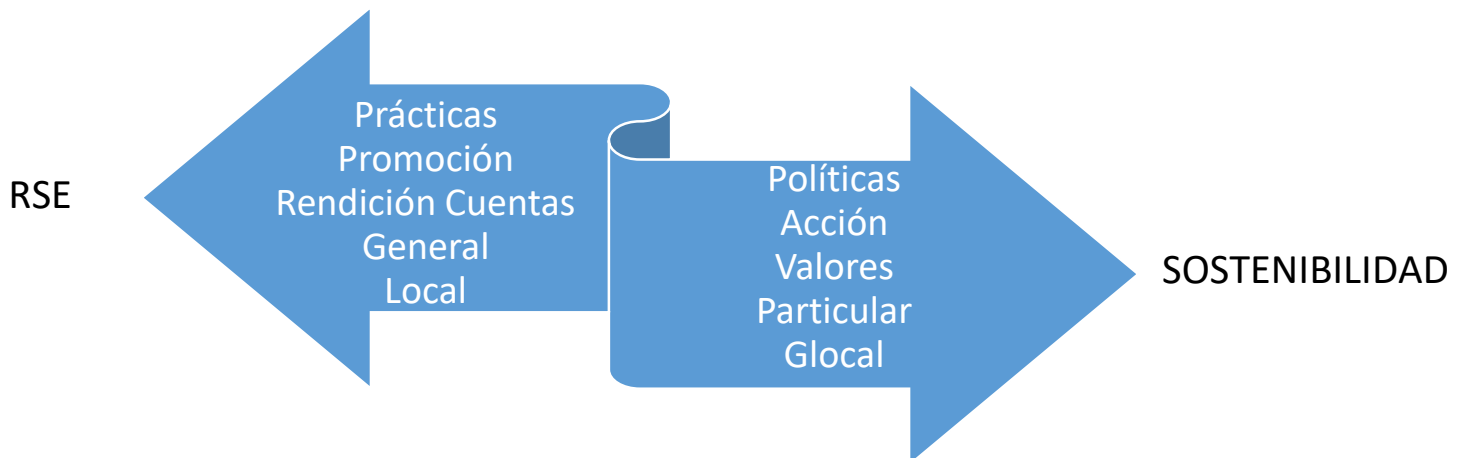 RSE
Prácticas
Promoción
Rendición Cuentas
General
Local
Políticas
Acción
Valores
Particular
Glocal
SOSTENIBILIDAD